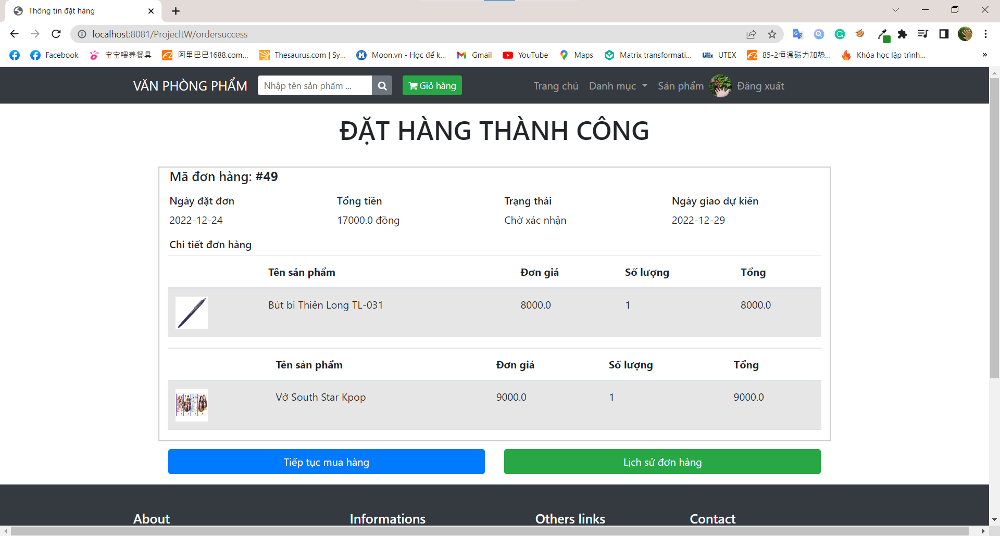 Thông tin đặt hàng
localhost:8081/ProjecltW/ordersuccess
Facebook 宝宝喂养餐具 阿里巴巴1688.com... Thesaurus.com | Sy... Moon.vn - Học để k... Gmail YouTube Maps Matrix transformati... UTEX 85-2恒温磁力加热... Khóa học lập trình... »
VĂN PHÒNG PHẨM Nhập tên sản phẩm ... Giỏ hàng Trang chủ Danh mục Sản phẩm Đăng xuất
ĐẶT HÀNG THÀNH CÔNG
Mã đơn hàng: #49
Ngày đặt đơn Tổng tiền Trạng thái Ngày giao dự kiến
2022-12-24 17000.0 đồng Chờ xác nhận 2022-12-29
Chi tiết đơn hàng
Tên sản phẩm Đơn giá Số lượng Tổng
Bút bi Thiên Long TL-031 8000.0 1 8000.0
Tên sản phẩm Đơn giá Số lượng Tổng
Vở South Star Kpop 9000.0 1 9000.0
Tiếp tục mua hàng Lịch sử đơn hàng
About Informations Others links Contact